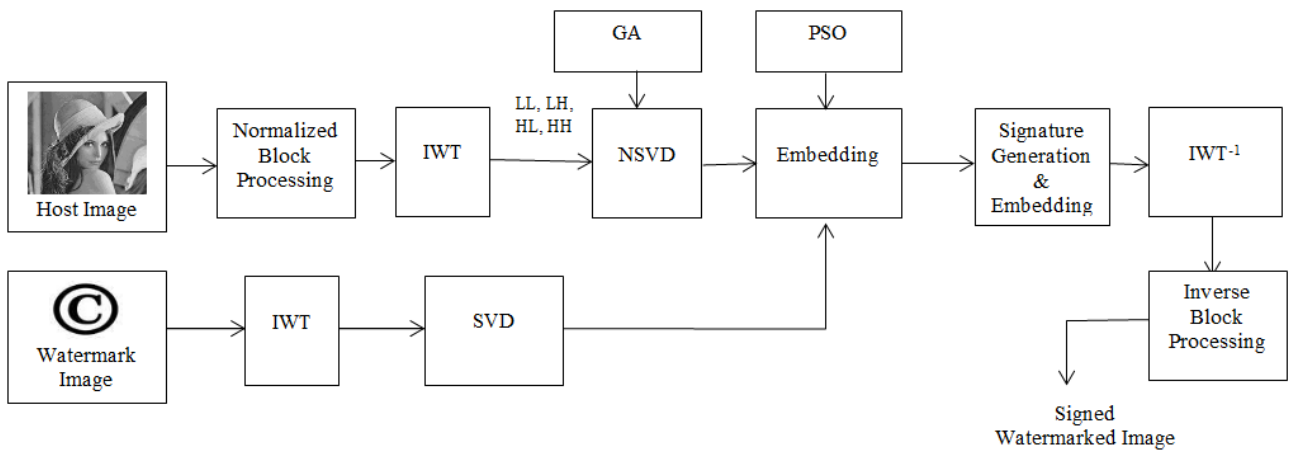 GA
PSO
LL, LH,
HL, HH
Host Image
Normalized
Block
Processing
IWT
NSVD
Embedding
Signature
Generation
&
Embedding
IWT-1
©
Watermark
Image
IWT
SVD
Inverse
Block
Processing
Signed
Watermarked Image